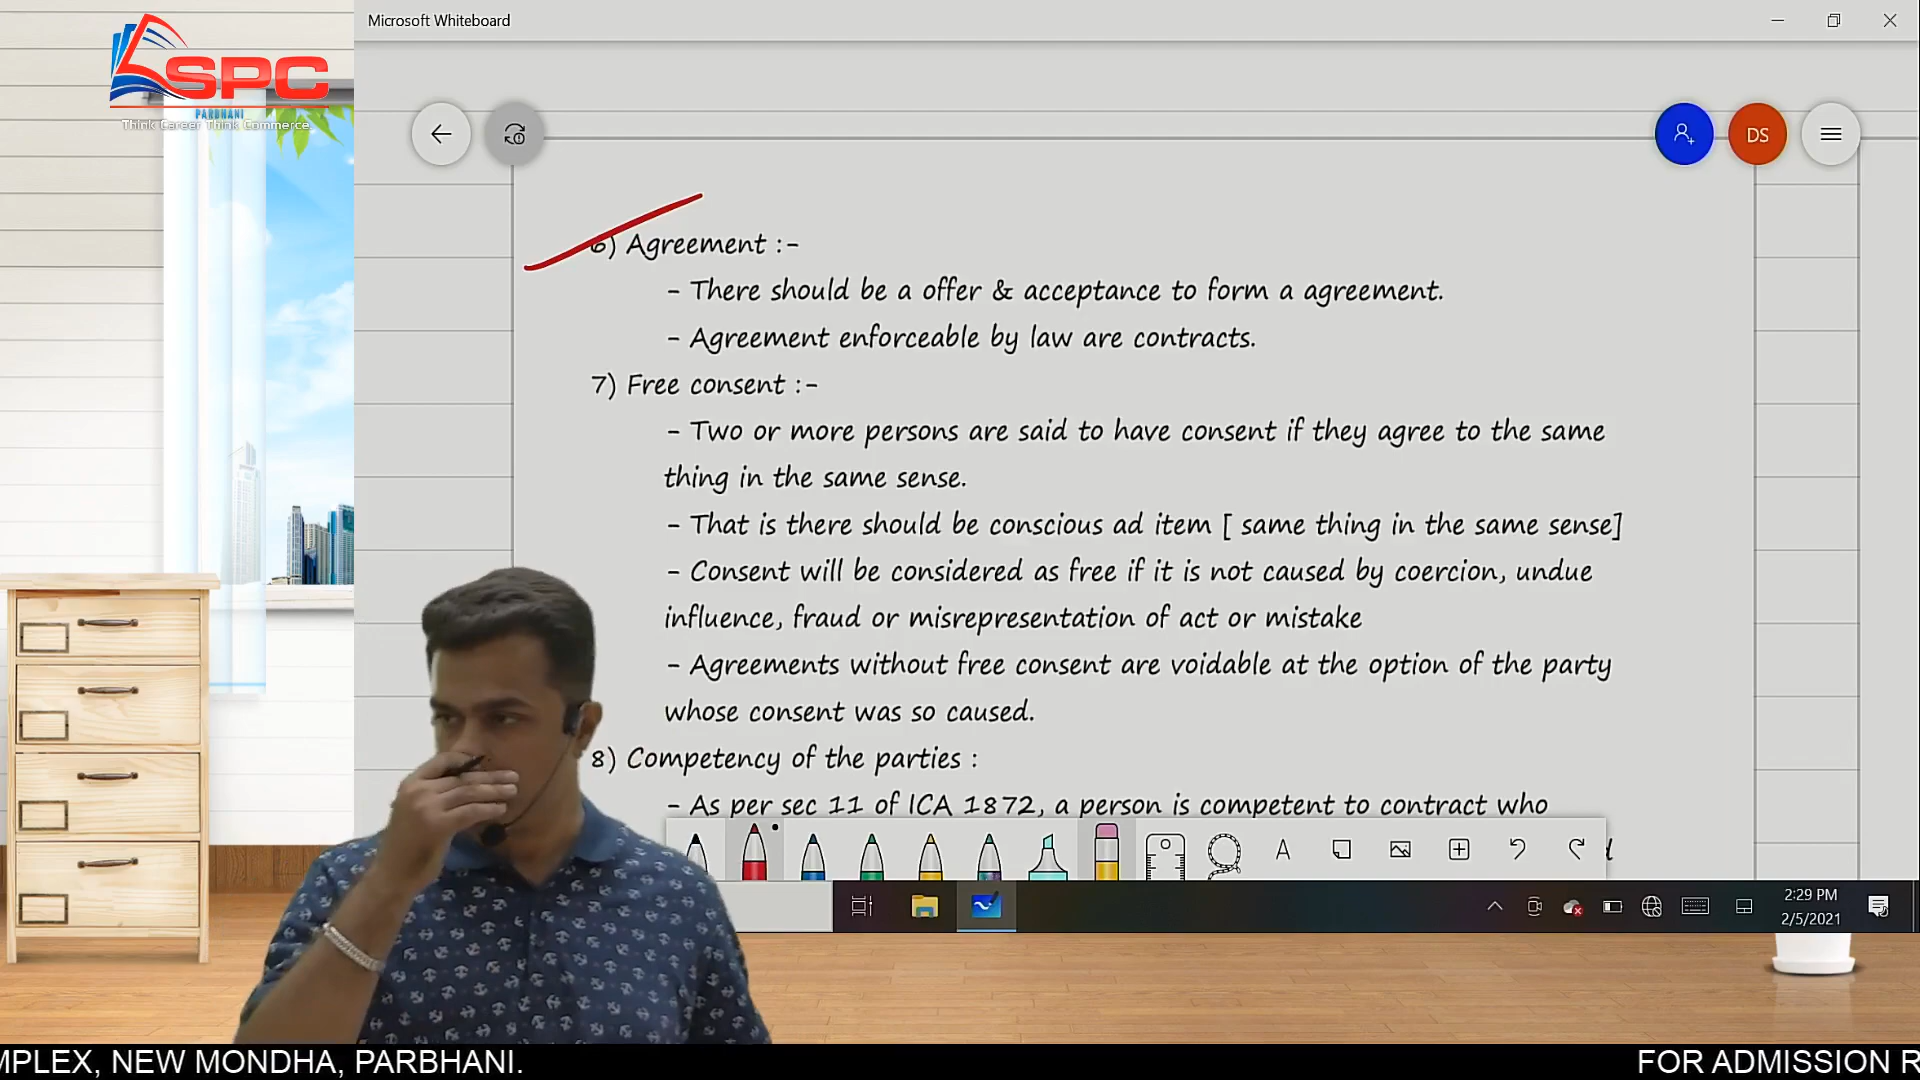 Microsoft Whiteboard
SPC
PARBHANI
Think Career Think Commerce.
DS
6) Agreement :-
- There should be a offer & acceptance to form a agreement.
- Agreement enforceable by law are contracts.
7) Free consent :-
- Two or more persons are said to have consent if they agree to the same
thing in the same sense.
- That is there should be conscious ad item [ same thing in the same sense]
- Consent will be considered as free if it is not caused by coercion, undue
influence, fraud or misrepresentation of act or mistake
- Agreements without free consent are voidable at the option of the party
whose consent was so caused.
8) Competency of the parties :
- As per sec 11 of ICA 1872, a person is competent to contract who
2:29 PM
2/5/2021
MPLEX, NEW MONDHA, PARBHANI. FOR ADMISSION R